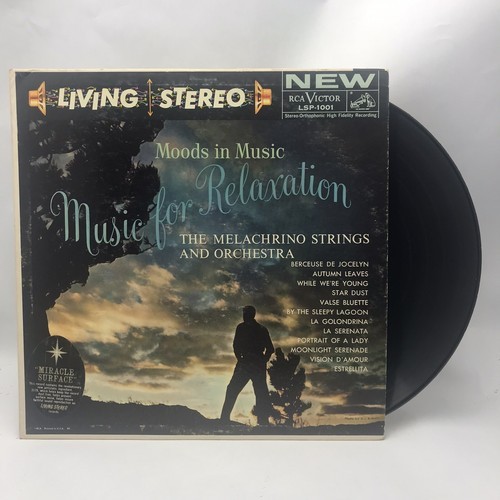 LIVING STEREO
NEW
RCA VICTOR
LSP-1001
Stereo-Orthophonic High Fidelity Recording
Moods in Music
Music for Relaxation
THE MELACHRINO STRINGS
AND ORCHESTRA
BERCEUSE DE JOCELYN
AUTUMN LEAVES
WHILE WE'RE YOUNG
STAR DUST
VALSE BLUETTE
BY THE SLEEPY LAGOON
LA GOLONDRINA
LA SERENATA
PORTRAIT OF A LADY
MOONLIGHT SERENADE
VISION D'AMOUR
ESTRELLITA
"MIRACLE
SURFACE"
LIVING STEREO